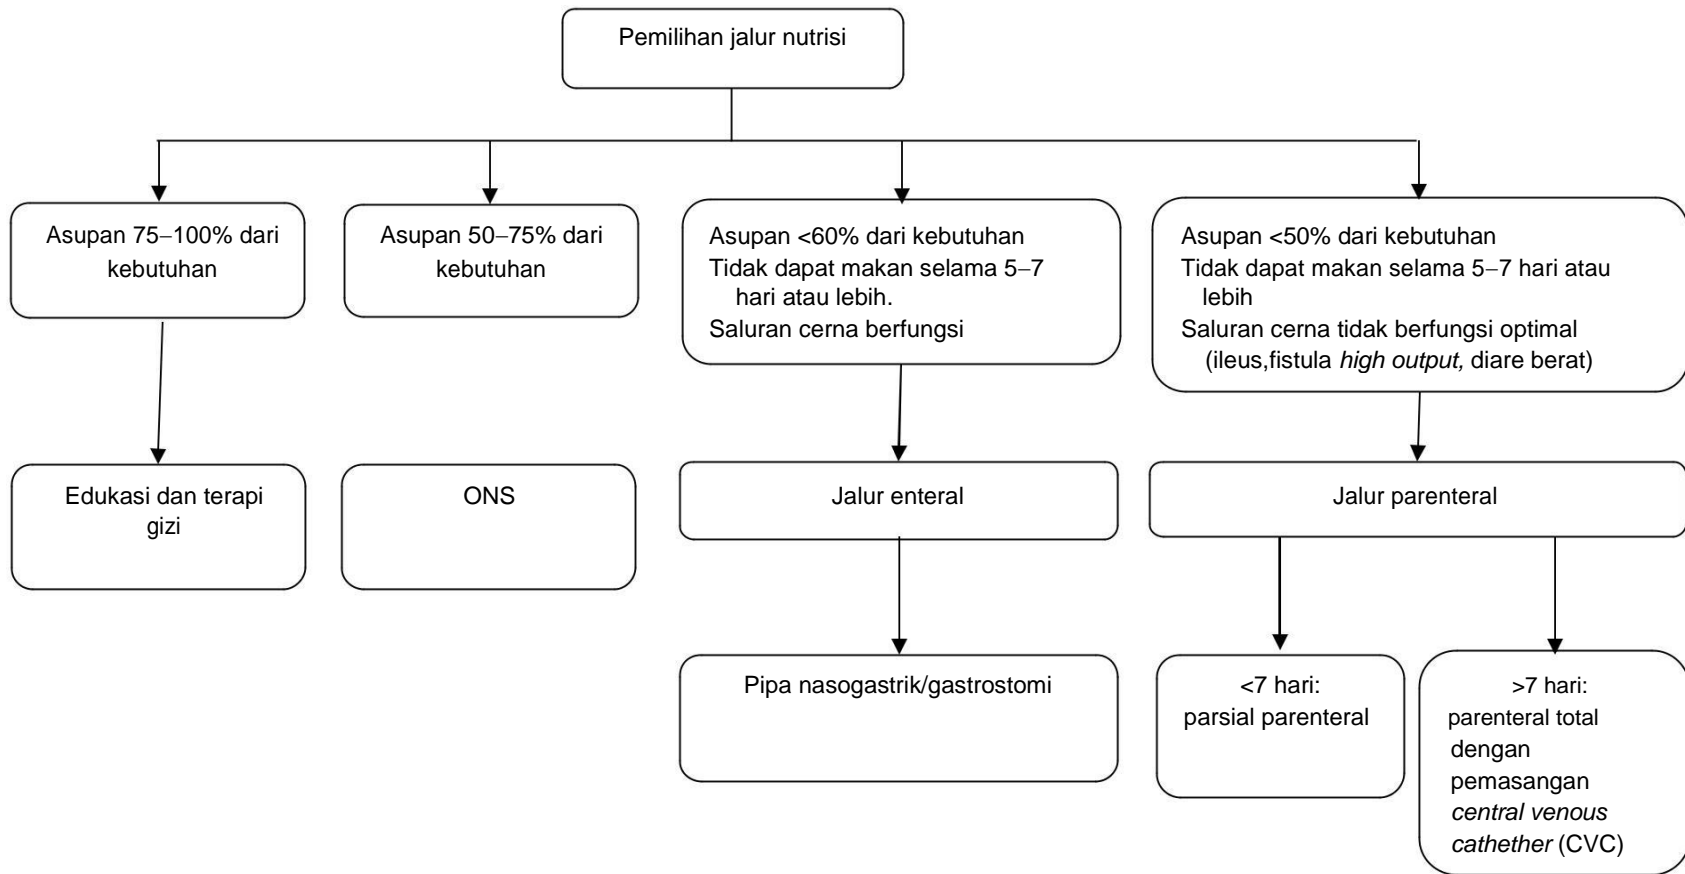 Pemilihan jalur nutrisi
Asupan 75–100% dari
kebutuhan
Asupan 50–75% dari
kebutuhan
Asupan <60% dari kebutuhan
Tidak dapat makan selama 5–7
hari atau lebih.
Saluran cerna berfungsi
Asupan <50% dari kebutuhan
Tidak dapat makan selama 5–7 hari atau
lebih
Saluran cerna tidak berfungsi optimal
(ileus,fistula high output, diare berat)
Edukasi dan terapi
gizi
ONS
Jalur enteral
Jalur parenteral
Pipa nasogastrik/gastrostomi
<7 hari:
parsial parenteral
>7 hari:
parenteral total
dengan
pemasangan
central venous
cathether (CVC)